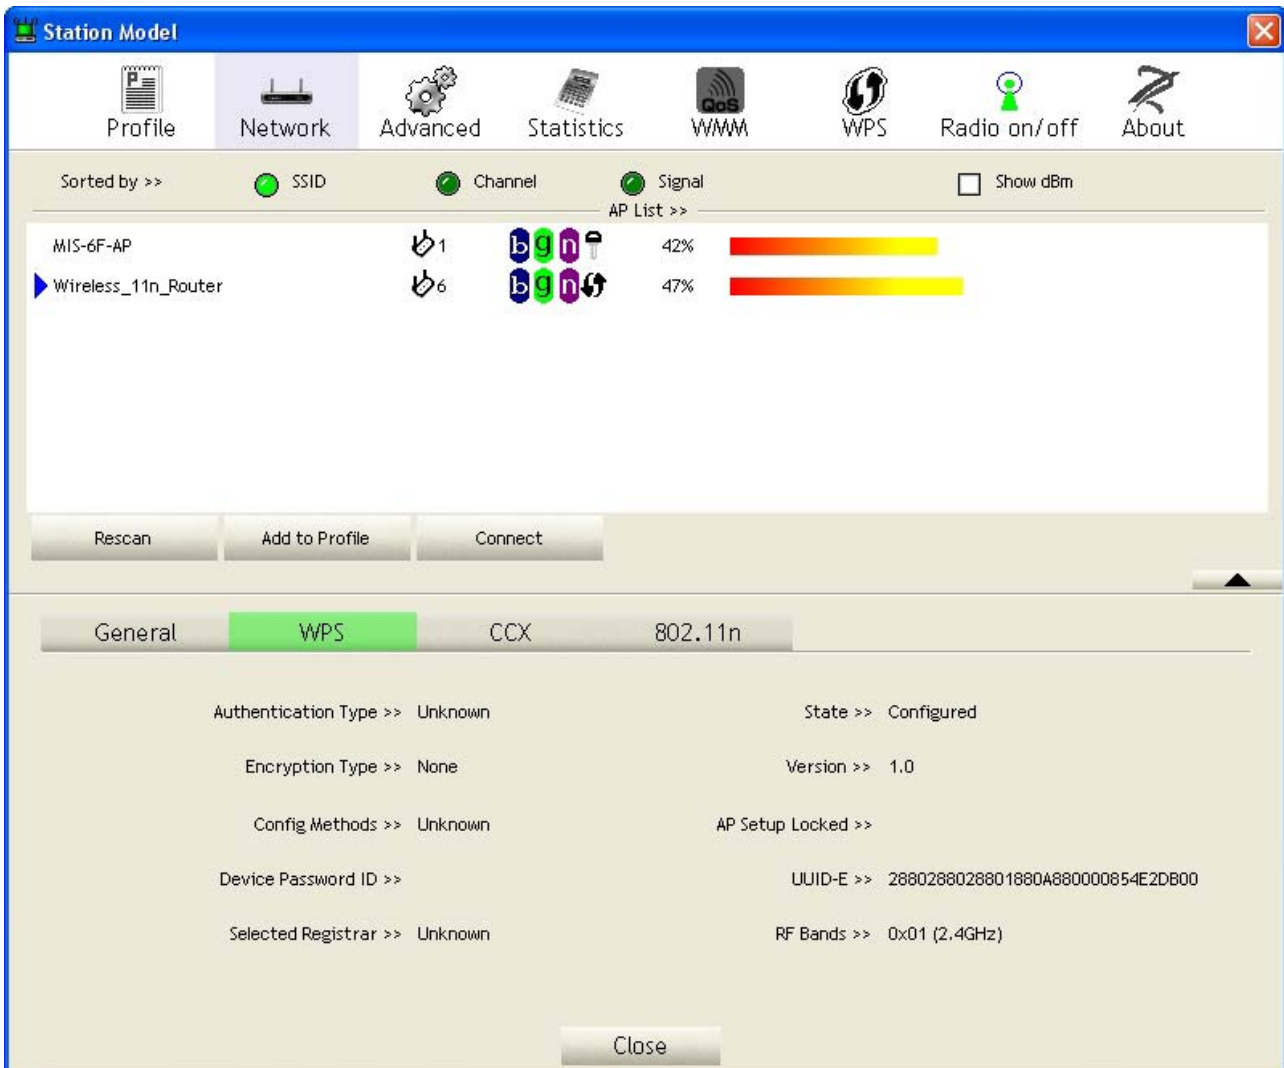 Station Model
Profile Network Advanced Statistics QoS WMM WPS Radio on/off About
Sorted by >> SSID Channel Signal Show dBm
AP List >>
MIS-6F-AP 1 b g n 42%
Wireless_11n_Router 6 b g n 47%
Rescan Add to Profile Connect
General WPS CCX 802.11n
Authentication Type >> Unknown State >> Configured
Encryption Type >> None Version >> 1.0
Config Methods >> Unknown AP Setup Locked >>
Device Password ID >> UUID-E >> 2880288028801880A880000854E2DB00
Selected Registrar >> Unknown RF Bands >> 0x01 (2.4GHz)
Close